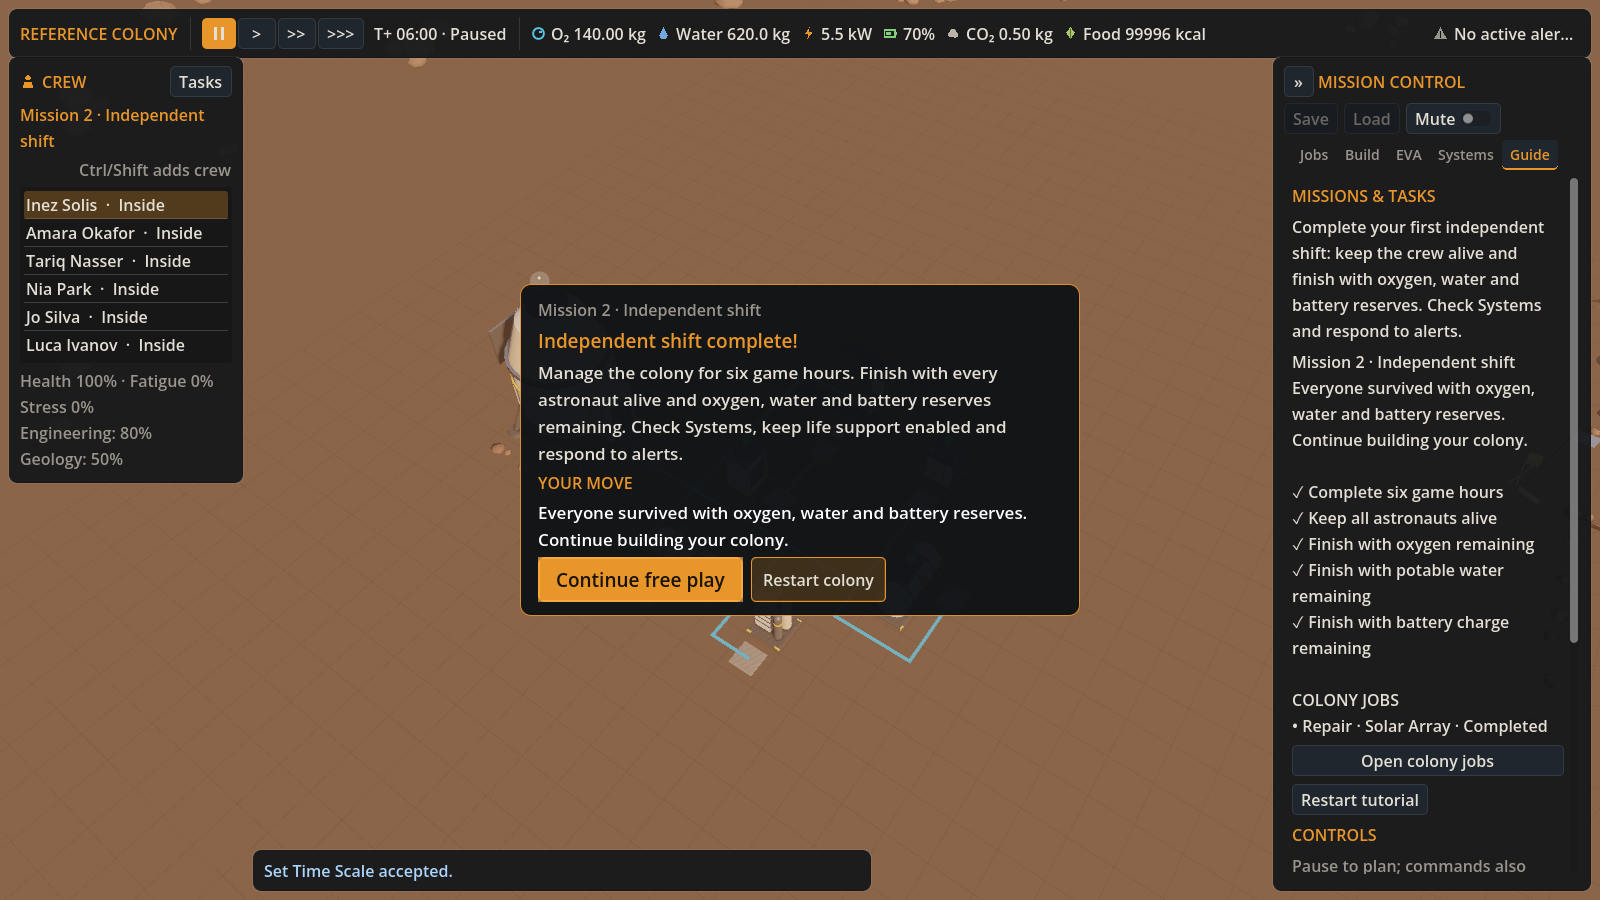 REFERENCE COLONY
> >> >>> T+ 06:00 · Paused
O₂ 140.00 kg Water 620.0 kg 5.5 kW 70% CO₂ 0.50 kg Food 99996 kcal
No active aler...
CREW Tasks
Mission 2 · Independent
shift
Ctrl/Shift adds crew
Inez Solis · Inside
Amara Okafor · Inside
Tariq Nasser · Inside
Nia Park · Inside
Jo Silva · Inside
Luca Ivanov · Inside
Health 100% · Fatigue 0%
Stress 0%
Engineering: 80%
Geology: 50%
Mission 2 · Independent shift
Independent shift complete!
Manage the colony for six game hours. Finish with every
astronaut alive and oxygen, water and battery reserves
remaining. Check Systems, keep life support enabled and
respond to alerts.
YOUR MOVE
Everyone survived with oxygen, water and battery reserves.
Continue building your colony.
Continue free play Restart colony
Set Time Scale accepted.
» MISSION CONTROL
Save Load Mute
Jobs Build EVA Systems Guide
MISSIONS & TASKS
Complete your first independent
shift: keep the crew alive and
finish with oxygen, water and
battery reserves. Check Systems
and respond to alerts.
Mission 2 · Independent shift
Everyone survived with oxygen,
water and battery reserves.
Continue building your colony.
✓ Complete six game hours
✓ Keep all astronauts alive
✓ Finish with oxygen remaining
✓ Finish with potable water
remaining
✓ Finish with battery charge
remaining
COLONY JOBS
• Repair · Solar Array · Completed
Open colony jobs
Restart tutorial
CONTROLS
Pause to plan; commands also